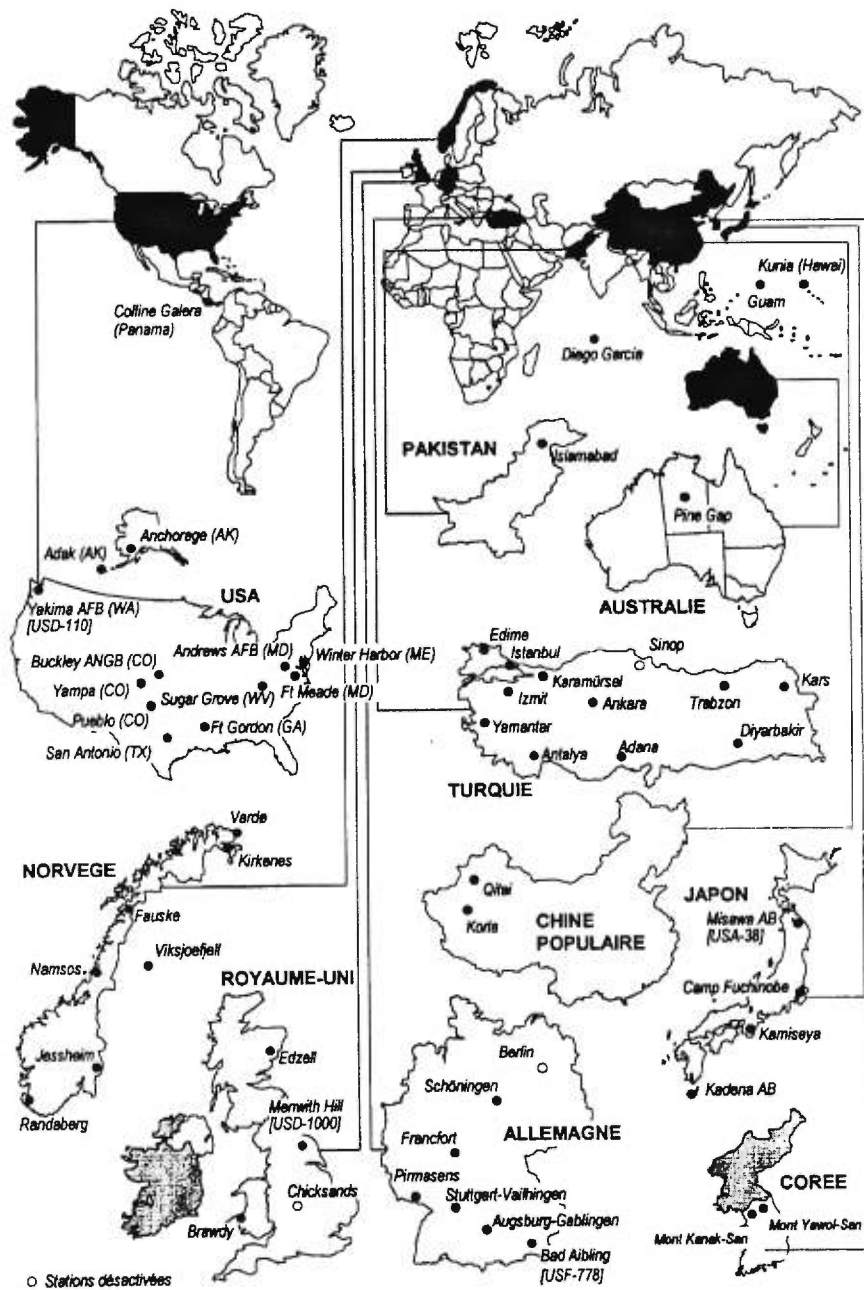 Kunia (Hawai)
Guam
Colline Galera
(Panama)
Diego Garcia
PAKISTAN
Islamabad
Pine Gap
AUSTRALIE
Anchorage (AK)
Adak (AK)
USA
Yakima AFB (WA)
[USD-110]
Andrews AFB (MD)
Winter Harbor (ME)
Buckley ANGB (CO)
Yampa (CO)
Sugar Grove (WV)
Ft Meade (MD)
Pueblo (CO)
Ft Gordon (GA)
San Antonio (TX)
Edirne
Istanbul
Sinop
Karamürsel
Kars
Izmit
Ankara
Trabzon
Yamantar
Diyarbakir
Antalya
Adana
TURQUIE
Varde
NORVEGE
Kirkenes
Fauske
Viksjoefjell
Namsos
Jessheim
Randaberg
Qitai
Korla
CHINE
POPULAIRE
JAPON
Misawa AB
[USA-38]
Camp Fuchinobe
Kamiseya
Kadena AB
ROYAUME-UNI
Edzell
Menwith Hill
[USD-1000]
Chicksands
Brawdy
Berlin
Schöningen
ALLEMAGNE
Francfort
Pirmasens
Stuttgart-Vaihingen
Augsburg-Gablingen
Bad Aibling
[USF-778]
COREE
Mont Yawol-San
Mont Kanak-San
Stations désactivées